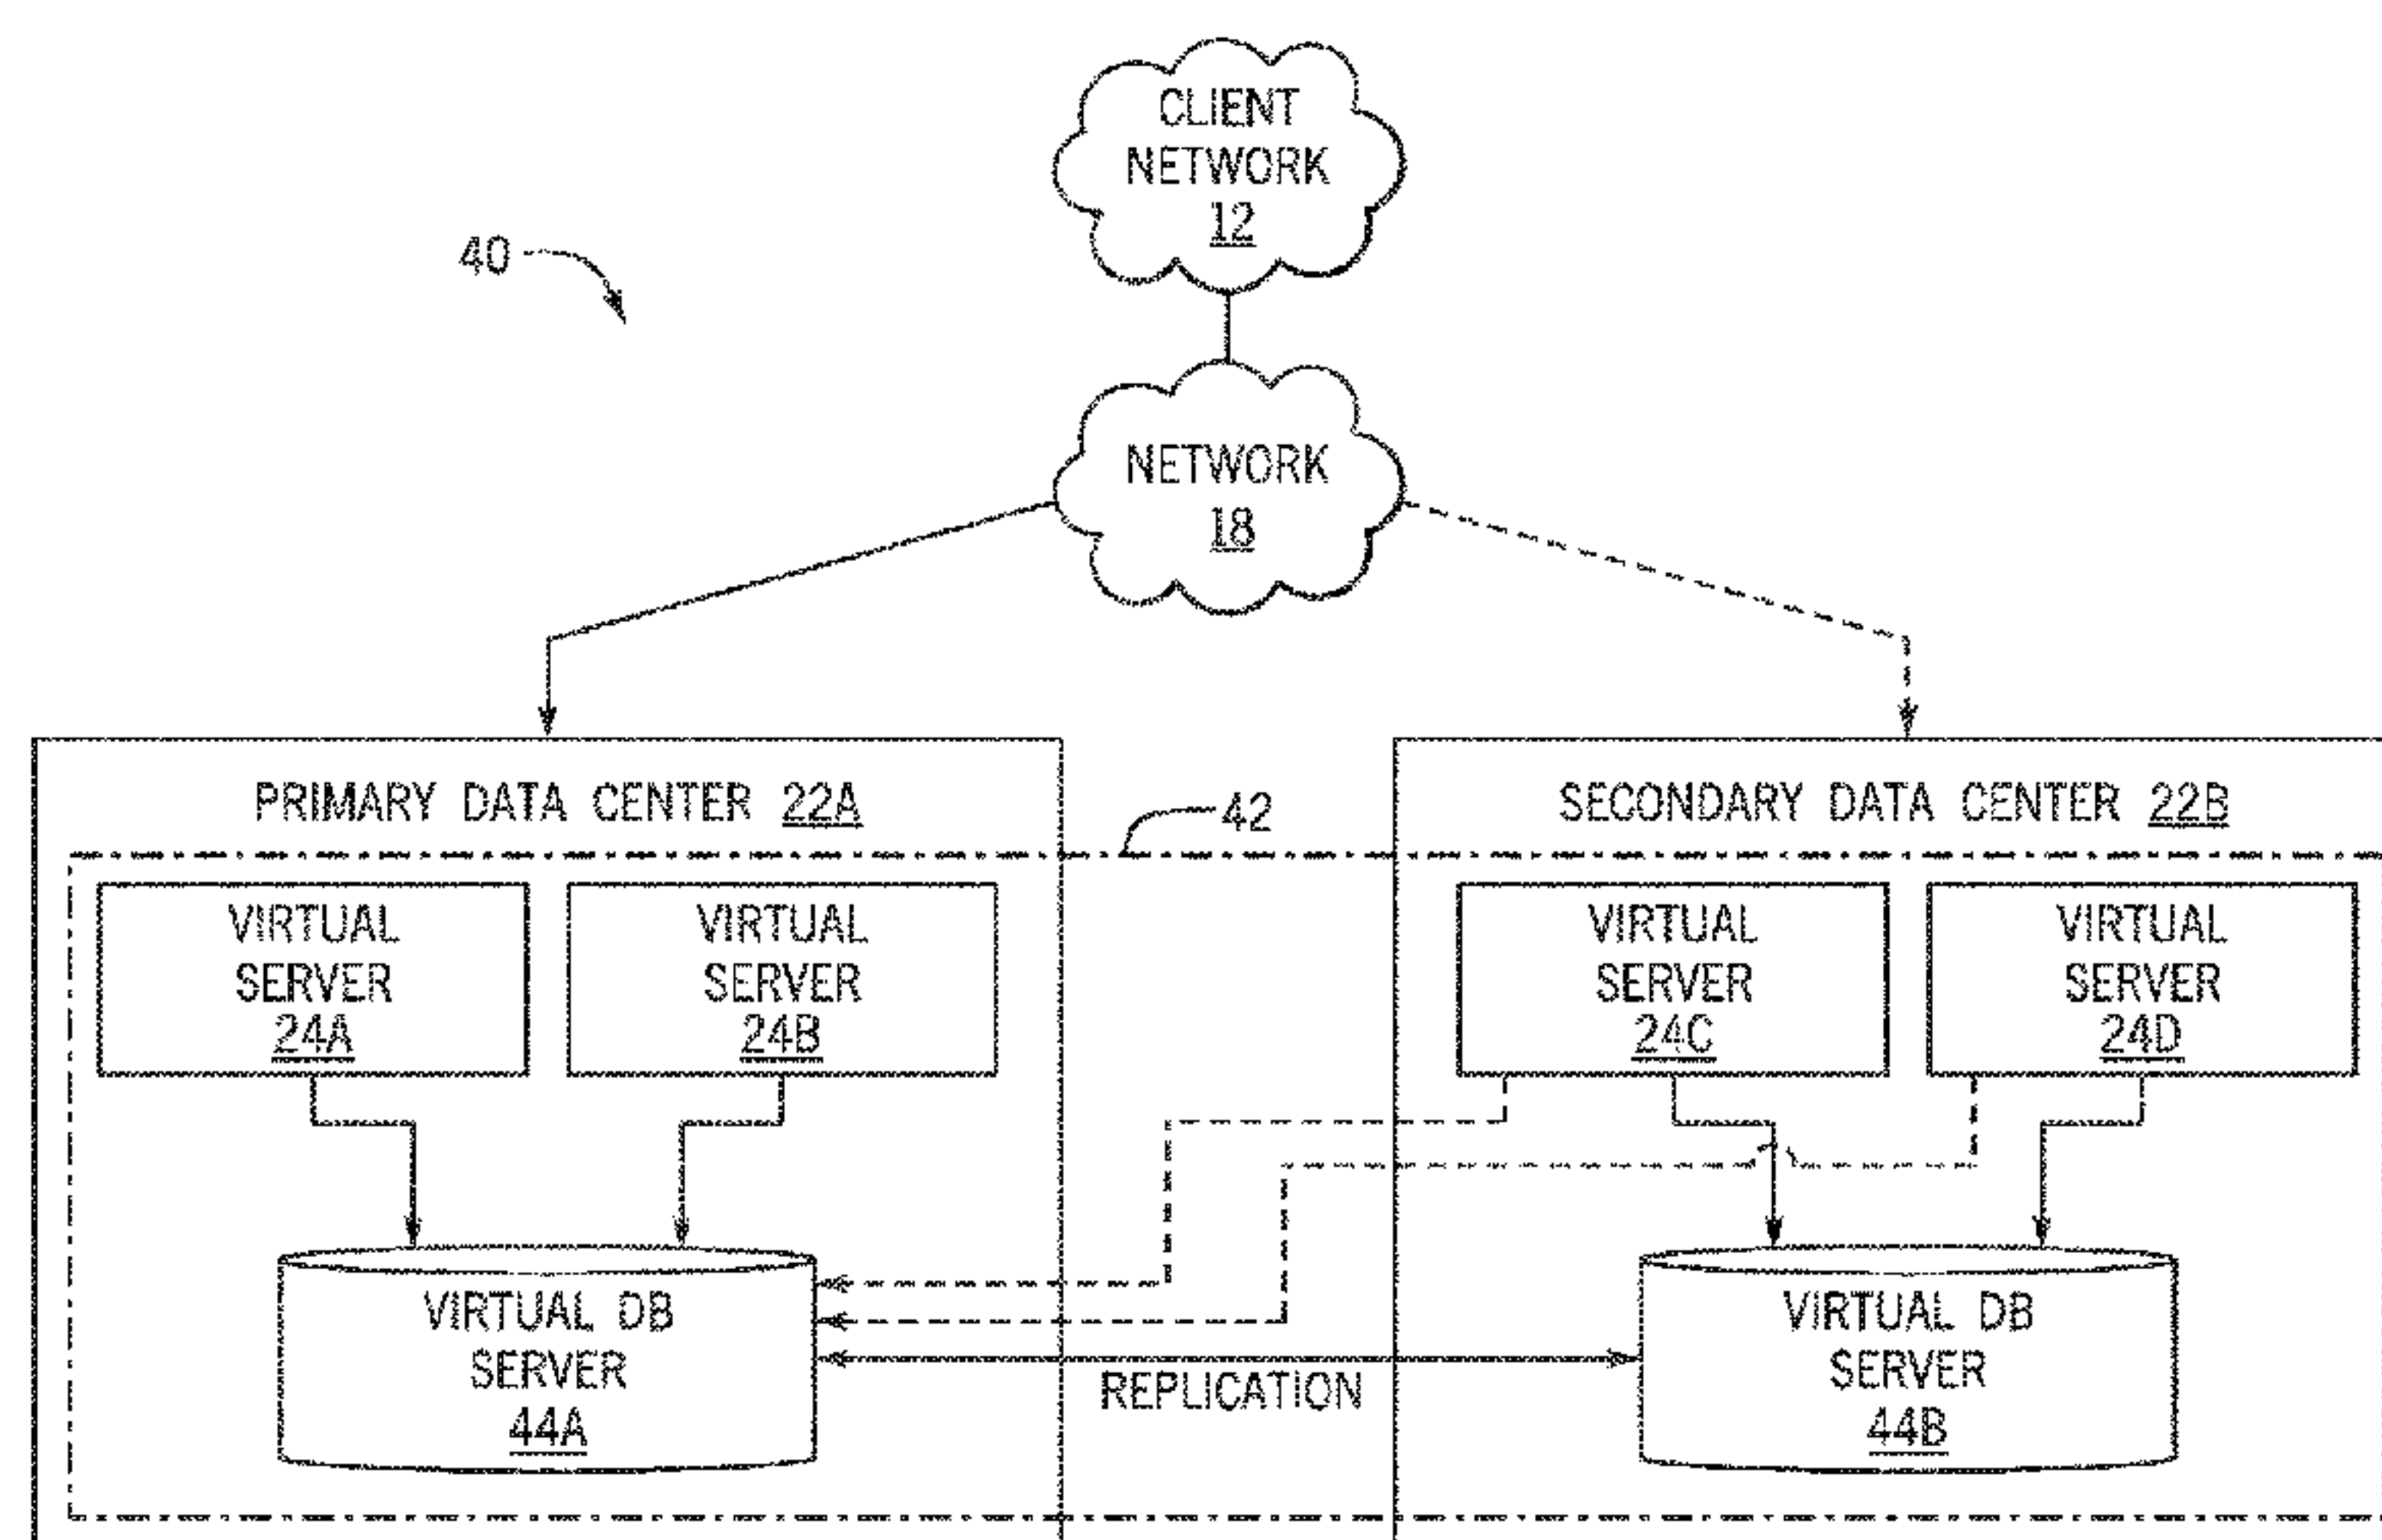 CLIENT
NETWORK
12
40
NETWORK
18
PRIMARY DATA CENTER 22A
42
SECONDARY DATA CENTER 22B
VIRTUAL
SERVER
24A
VIRTUAL
SERVER
24B
VIRTUAL
SERVER
24C
VIRTUAL
SERVER
24D
VIRTUAL DB
SERVER
44A
REPLICATION
VIRTUAL DB
SERVER
44B